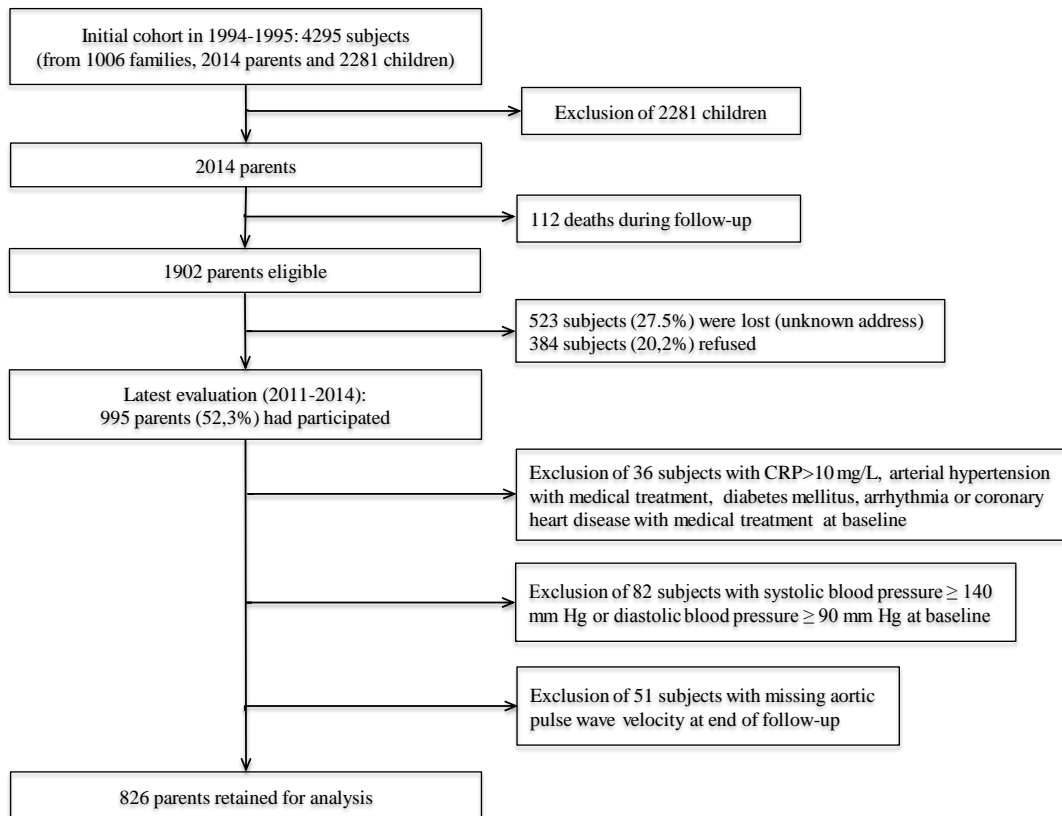 Initial cohort in 1994-1995: 4295 subjects
(from 1006 families, 2014 parents and 2281 children)
Exclusion of 2281 children
2014 parents
112 deaths during follow-up
1902 parents eligible
523 subjects (27.5%) were lost (unknown address)
384 subjects (20,2%) refused
Latest evaluation (2011-2014):
995 parents (52,3%) had participated
Exclusion of 36 subjects with CRP>10 mg/L, arterial hypertension
with medical treatment, diabetes mellitus, arrhythmia or coronary
heart disease with medical treatment at baseline
Exclusion of 82 subjects with systolic blood pressure ≥ 140
mm Hg or diastolic blood pressure ≥ 90 mm Hg at baseline
Exclusion of 51 subjects with missing aortic
pulse wave velocity at end of follow-up
826 parents retained for analysis